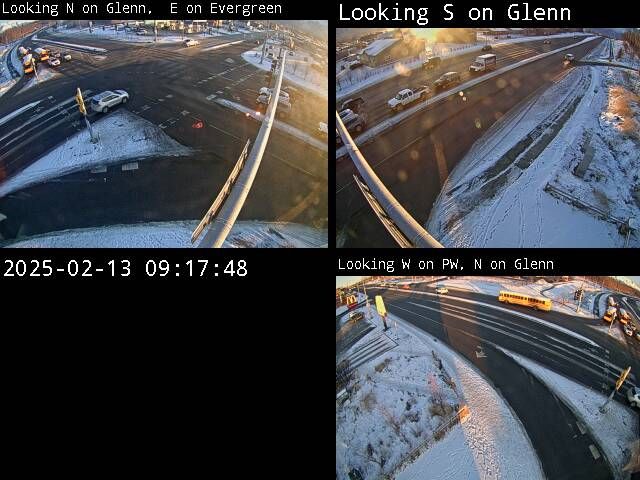 Looking N on Glenn,  E on Evergreen
Looking S on Glenn
2025-02-13 09:17:48
Looking W on PW, N on Glenn